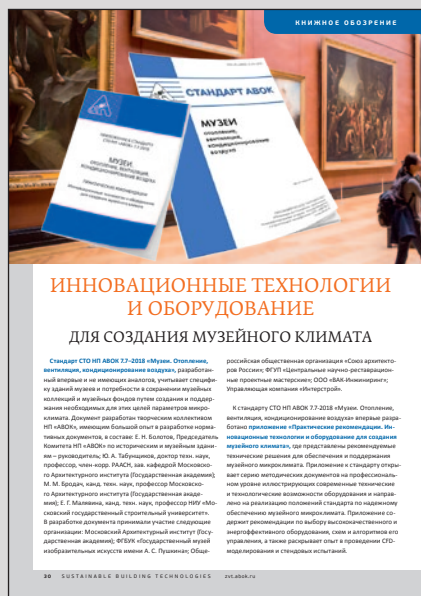 КНИЖНОЕ ОБОЗРЕНИЕ
СТАНДАРТ АВОК
МУЗЕИ
отопление,
вентиляция,
кондиционирование
воздуха
МУЗЕИ.
ОТОПЛЕНИЕ, ВЕНТИЛЯЦИЯ,
КОНДИЦИОНИРОВАНИЕ ВОЗДУХА
ИННОВАЦИОННЫЕ ТЕХНОЛОГИИ
И ОБОРУДОВАНИЕ
ДЛЯ СОЗДАНИЯ МУЗЕЙНОГО КЛИМАТА
Стандарт СТО НП АВОК 7.7–2018 «Музеи. Отопление,
вентиляция, кондиционирование воздуха», разработан-
ный впервые и не имеющих аналогов, учитывает специфи-
ку зданий музеев и потребности в сохранении музейных
коллекций и музейных фондов путем создания и поддер-
жания необходимых для этих целей параметров микро-
климата. Документ разработан творческим коллективом
НП «АВОК», имеющим большой опыт в разработке норма-
тивных документов, в составе: Е. Н. Болотов, Председатель
Комитета НП «АВОК» по историческим и музейным здани-
ям – руководитель; Ю. А. Табунщиков, доктор техн. наук,
профессор, член-корр. РААСН, зав. кафедрой Московско-
го Архитектурного Института (Государственная академия);
М. М. Бродач, канд. техн. наук, профессор Московско-
го Архитектурного института (Государственная акаде-
мия); Е. Г. Малявина, канд. техн. наук, профессор НИУ «Мо-
сковский государственный строительный университет».
В разработке документа принимали участие следующие
организации: Московский Архитектурный институт (Госу-
дарственная академия); ФГБУК «Государственный музей
изобразительных искусств имени А. С. Пушкина»; Обще-
российская общественная организация «Союз архитекто-
ров России»; ФГУП «Центральные научно-реставрацион-
ные проектные мастерские»; ООО «ВАК-Инжиниринг»;
Управляющая компания «Интерстрой».
К стандарту СТО НП АВОК 7.7-2018 «Музеи. Отопление,
вентиляция, кондиционирование воздуха» впервые разра-
ботано приложение «Практические рекомендации. Ин-
новационные технологии и оборудование для создания
музейного климата», где представлены рекомендуемые
технические решения для обеспечения и поддержания
музейного микроклимата. Приложение к стандарту откры-
вает серию методических документов на профессиональ-
ном уровне иллюстрирующих современные технические
и технологические возможности оборудования и направ-
лено на реализацию положений стандарта по надежному
обеспечению музейного микроклимата. Приложение со-
держит рекомендации по выбору высококачественного и
энергоэффективного оборудования, схем и алгоритмов его
управления, а также раскрывает опыт в проведении CFD-
моделирования и стендовых испытаний.
30 SUSTAINABLE BUILDING TECHNOLOGIES zvt.abok.ru